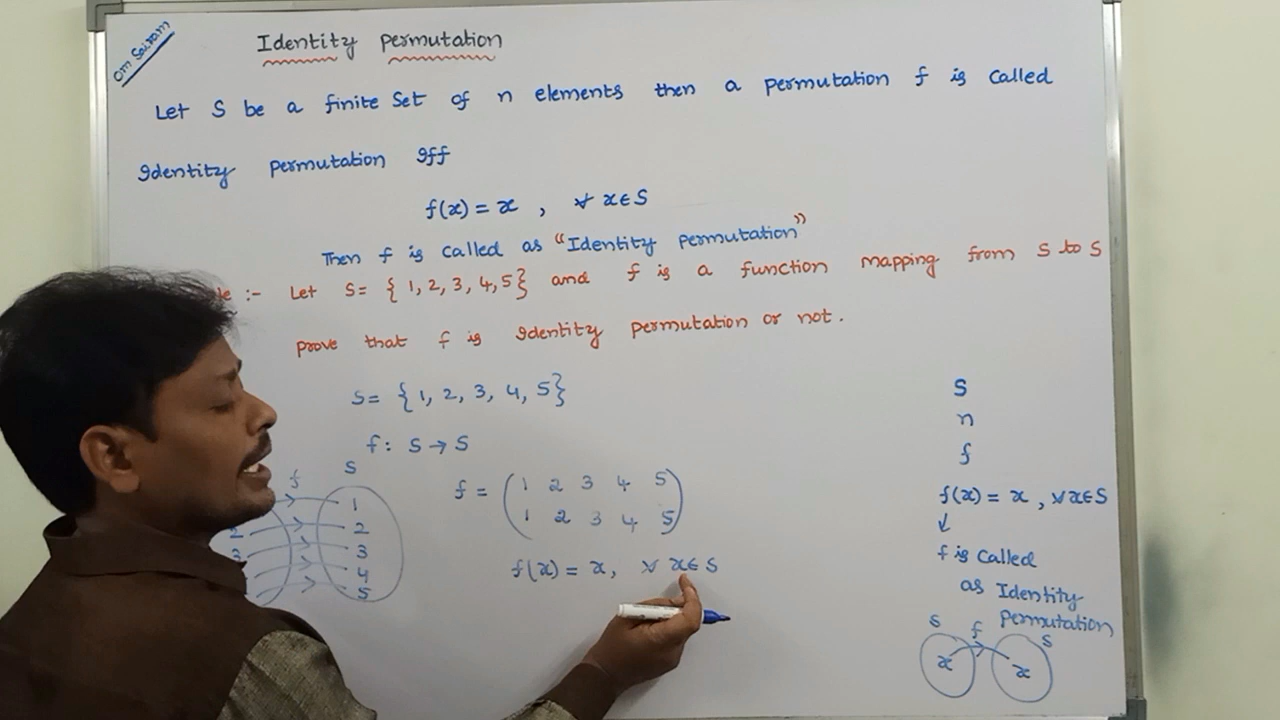 Om Sairam
Identity permutation
Let S be a finite Set of n elements then a permutation f is called
Identity permutation Iff
f(x) = x , ∀ x∈S
Then f is called as "Identity permutation"
:- Let S= { 1, 2, 3, 4, 5} and f is a function mapping from S to S
prove that f is Identity permutation or not.
S= { 1, 2, 3, 4, 5}
f: S → S
f
S
1
2 2
3 3
4
5
f = ( 1 2 3 4 5
1 2 3 4 5 )
f(x) = x, ∀ x∈S
S
n
f
f(x) = x , ∀x∈S
↓
f is called
as Identity
permutation
S f S
x x